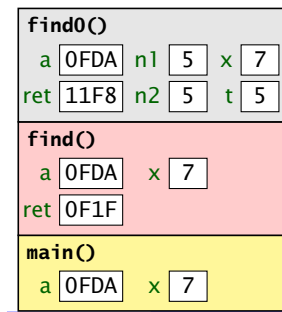 find0()
a 0FDA n1 5 x 7
ret 11F8 n2 5 t 5
find()
a 0FDA x 7
ret 0F1F
main()
a 0FDA x 7